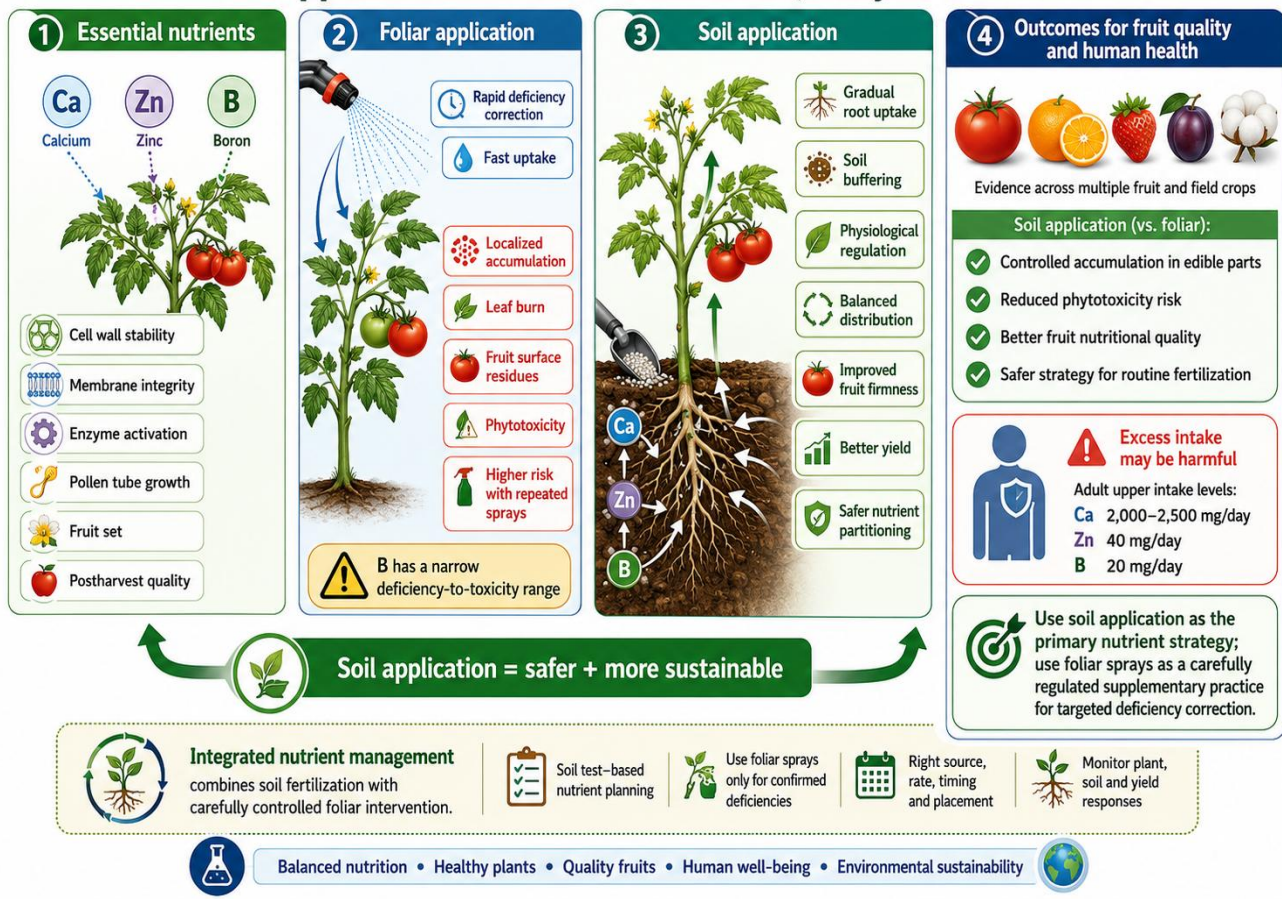 1 Essential nutrients
Ca
Zn
B
Calcium
Zinc
Boron
Cell wall stability
Membrane integrity
Enzyme activation
Pollen tube growth
Fruit set
Postharvest quality
2 Foliar application
Rapid deficiency
correction
Fast uptake
Localized
accumulation
Leaf burn
Fruit surface
residues
Phytotoxicity
Higher risk
with repeated
sprays
B has a narrow
deficiency-to-toxicity range
3 Soil application
Gradual
root uptake
Soil
buffering
Physiological
regulation
Balanced
distribution
Improved
fruit firmness
Better yield
Safer nutrient
partitioning
Ca
Zn
B
4 Outcomes for fruit quality
and human health
Evidence across multiple fruit and field crops
Soil application (vs. foliar):
Controlled accumulation in edible parts
Reduced phytotoxicity risk
Better fruit nutritional quality
Safer strategy for routine fertilization
Excess intake
may be harmful
Adult upper intake levels:
Ca 2,000–2,500 mg/day
Zn 40 mg/day
B 20 mg/day
Use soil application as the
primary nutrient strategy;
use foliar sprays as a carefully
regulated supplementary practice
for targeted deficiency correction.
Soil application = safer + more sustainable
Integrated nutrient management
combines soil fertilization with
carefully controlled foliar intervention.
Soil test–based
nutrient planning
Use foliar sprays
only for confirmed
deficiencies
Right source,
rate, timing
and placement
Monitor plant,
soil and yield
responses
Balanced nutrition • Healthy plants • Quality fruits • Human well-being • Environmental sustainability